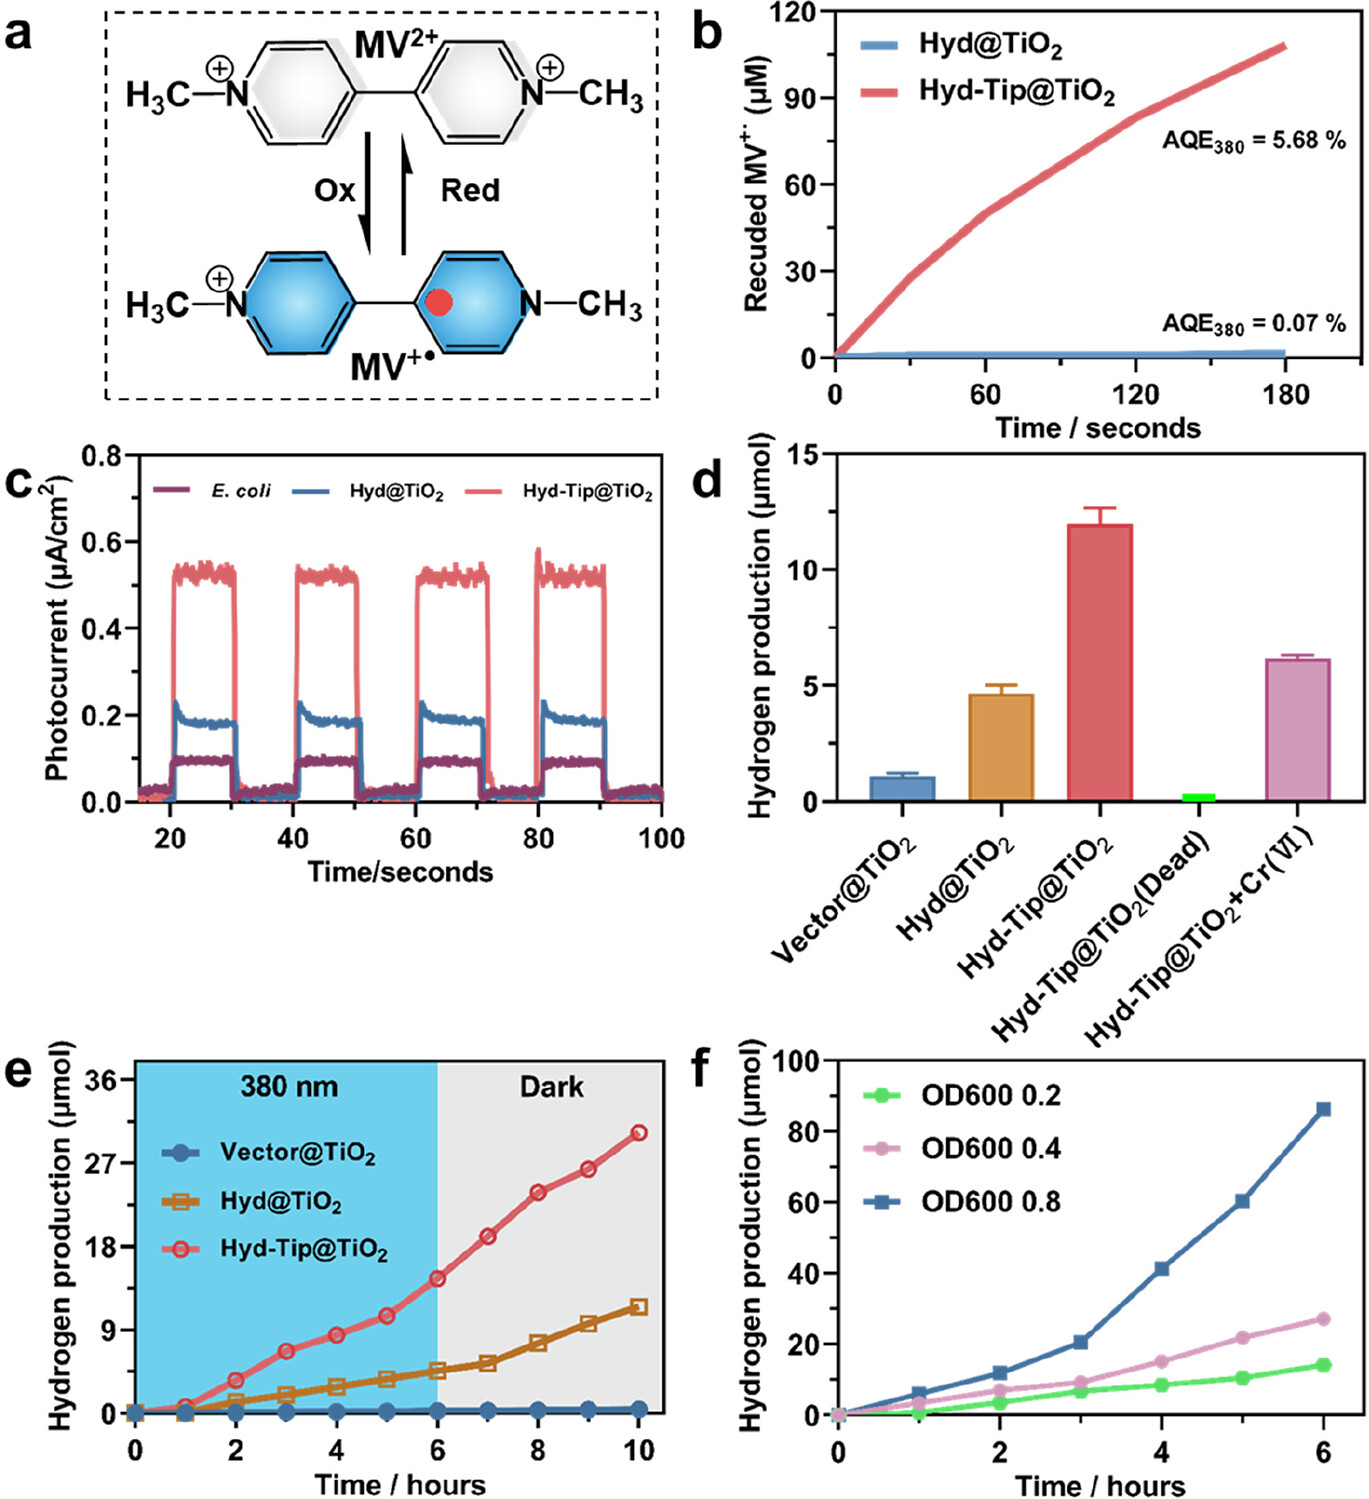 a
MV2+
H3C
N
⊕
⊕
N
CH3
Ox
Red
H3C
N
⊕
N
CH3
MV+•
b
120
90
60
30
0
Recuded MV+· (μM)
Hyd@TiO2
Hyd-Tip@TiO2
AQE380 = 5.68 %
AQE380 = 0.07 %
0 60 120 180
Time / seconds
c
0.8
0.6
0.4
0.2
0.0
Photocurrent (μA/cm2)
E. coli Hyd@TiO2 Hyd-Tip@TiO2
20 40 60 80 100
Time/seconds
d
15
10
5
0
Hydrogen production (μmol)
Vector@TiO2
Hyd@TiO2
Hyd-Tip@TiO2
Hyd-Tip@TiO2(Dead)
Hyd-Tip@TiO2+Cr(Ⅵ)
e
36
27
18
9
0
Hydrogen production (μmol)
380 nm Dark
Vector@TiO2
Hyd@TiO2
Hyd-Tip@TiO2
0 2 4 6 8 10
Time / hours
f
100
80
60
40
20
0
Hydrogen production (μmol)
OD600 0.2
OD600 0.4
OD600 0.8
0 2 4 6
Time / hours